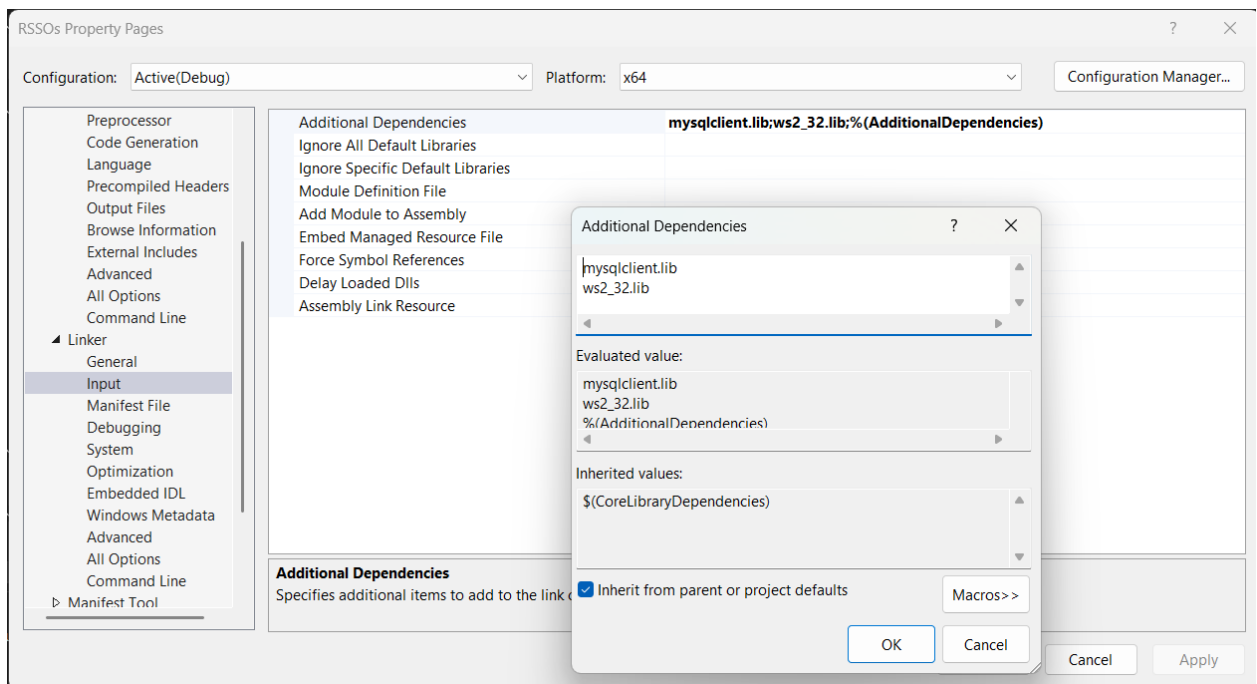 RSSOs Property Pages
Configuration: Active(Debug) Platform: x64 Configuration Manager...
Preprocessor
Code Generation
Language
Precompiled Headers
Output Files
Browse Information
External Includes
Advanced
All Options
Command Line
Linker
General
Input
Manifest File
Debugging
System
Optimization
Embedded IDL
Windows Metadata
Advanced
All Options
Command Line
Manifest Tool
Additional Dependencies mysqlclient.lib;ws2_32.lib;%(AdditionalDependencies)
Ignore All Default Libraries
Ignore Specific Default Libraries
Module Definition File
Add Module to Assembly
Embed Managed Resource File
Force Symbol References
Delay Loaded Dlls
Assembly Link Resource
Additional Dependencies
Specifies additional items to add to the link
Additional Dependencies ?
mysqlclient.lib
ws2_32.lib
Evaluated value:
mysqlclient.lib
ws2_32.lib
%(AdditionalDependencies)
Inherited values:
$(CoreLibraryDependencies)
Inherit from parent or project defaults
Macros>>
OK Cancel
Cancel Apply